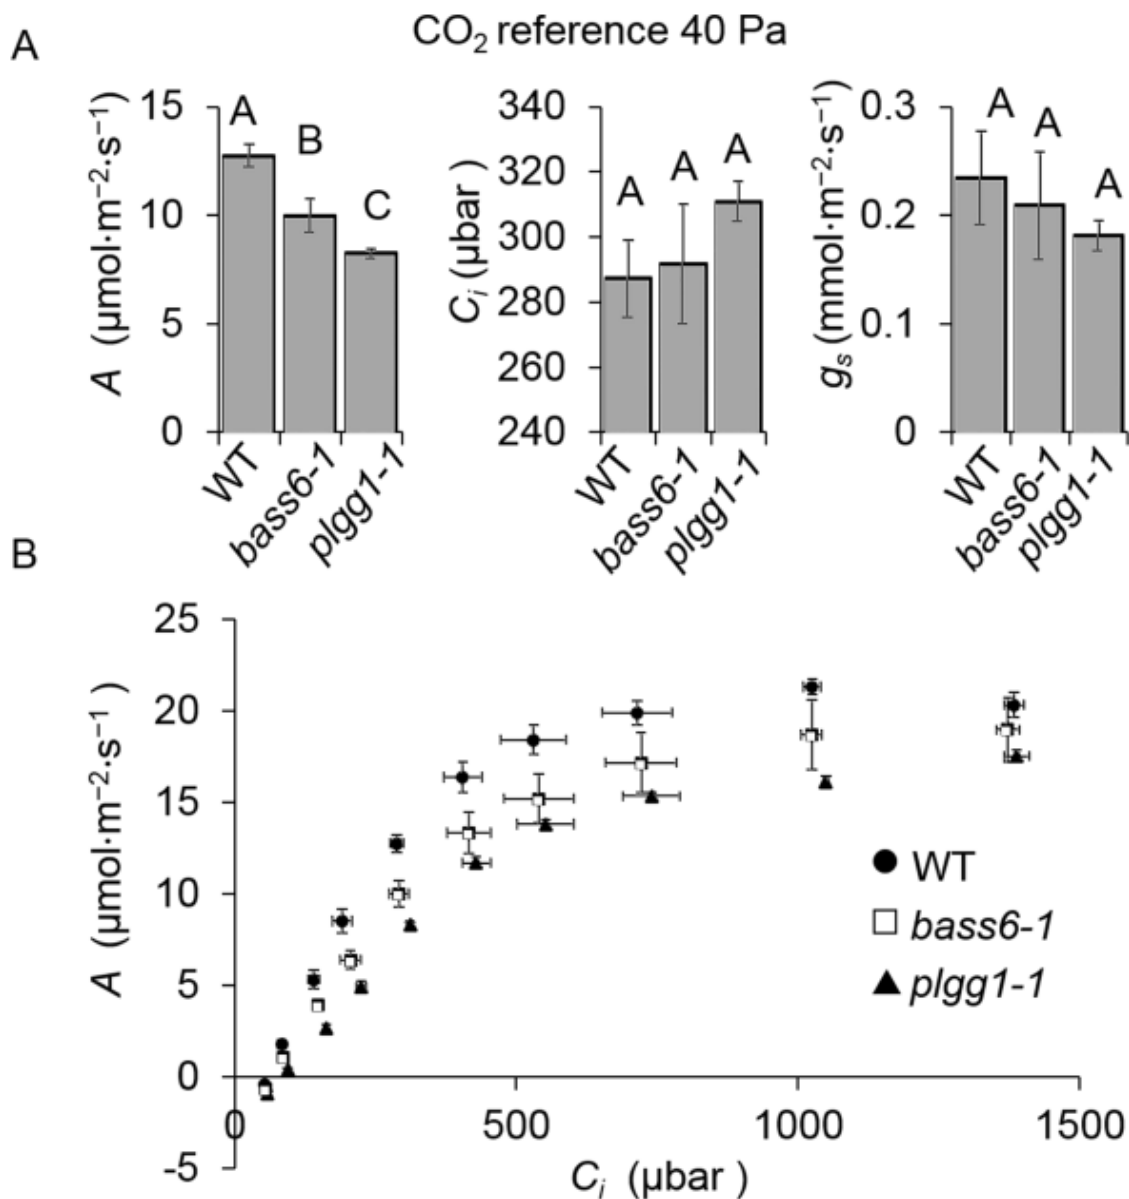 A
CO₂ reference 40 Pa
A (µmol·m⁻²·s⁻¹)
15
10
5
0
A
B
C
WT
bass6-1
plgg1-1
Cᵢ (µbar )
340
320
300
280
260
240
A
A
A
WT
bass6-1
plgg1-1
gₛ (mmol·m⁻²·s⁻¹)
0.3
0.2
0.1
0
A
A
A
WT
bass6-1
plgg1-1
B
A (µmol·m⁻²·s⁻¹ )
25
20
15
10
5
0
-5
0
500
1000
1500
Cᵢ (µbar )
WT
bass6-1
plgg1-1